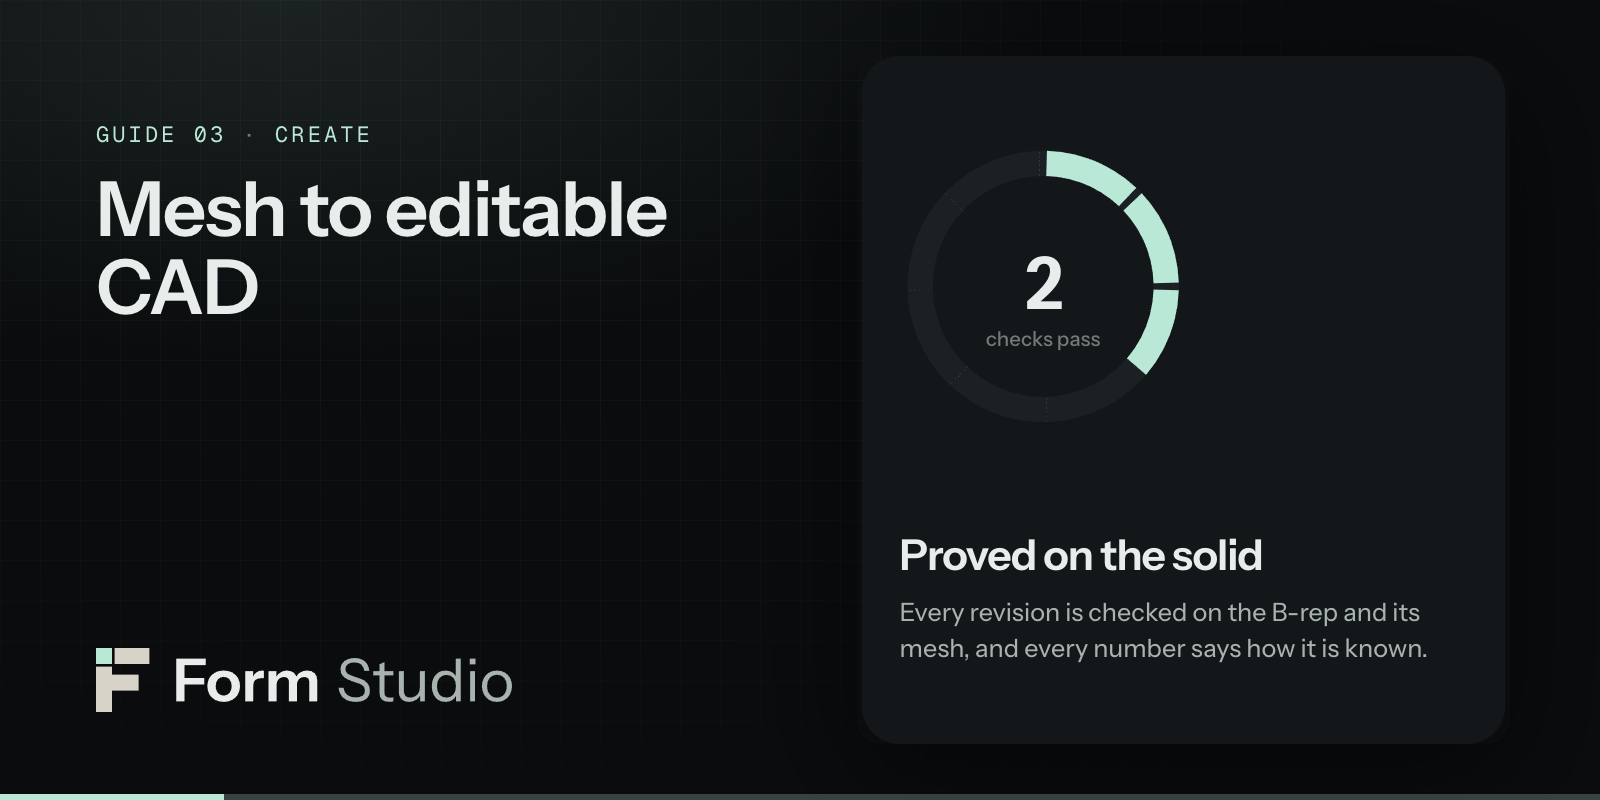 GUIDE 03 · CREATE
Mesh to editable
CAD
Form Studio
2
checks pass
Proved on the solid
Every revision is checked on the B-rep and its
mesh, and every number says how it is known.